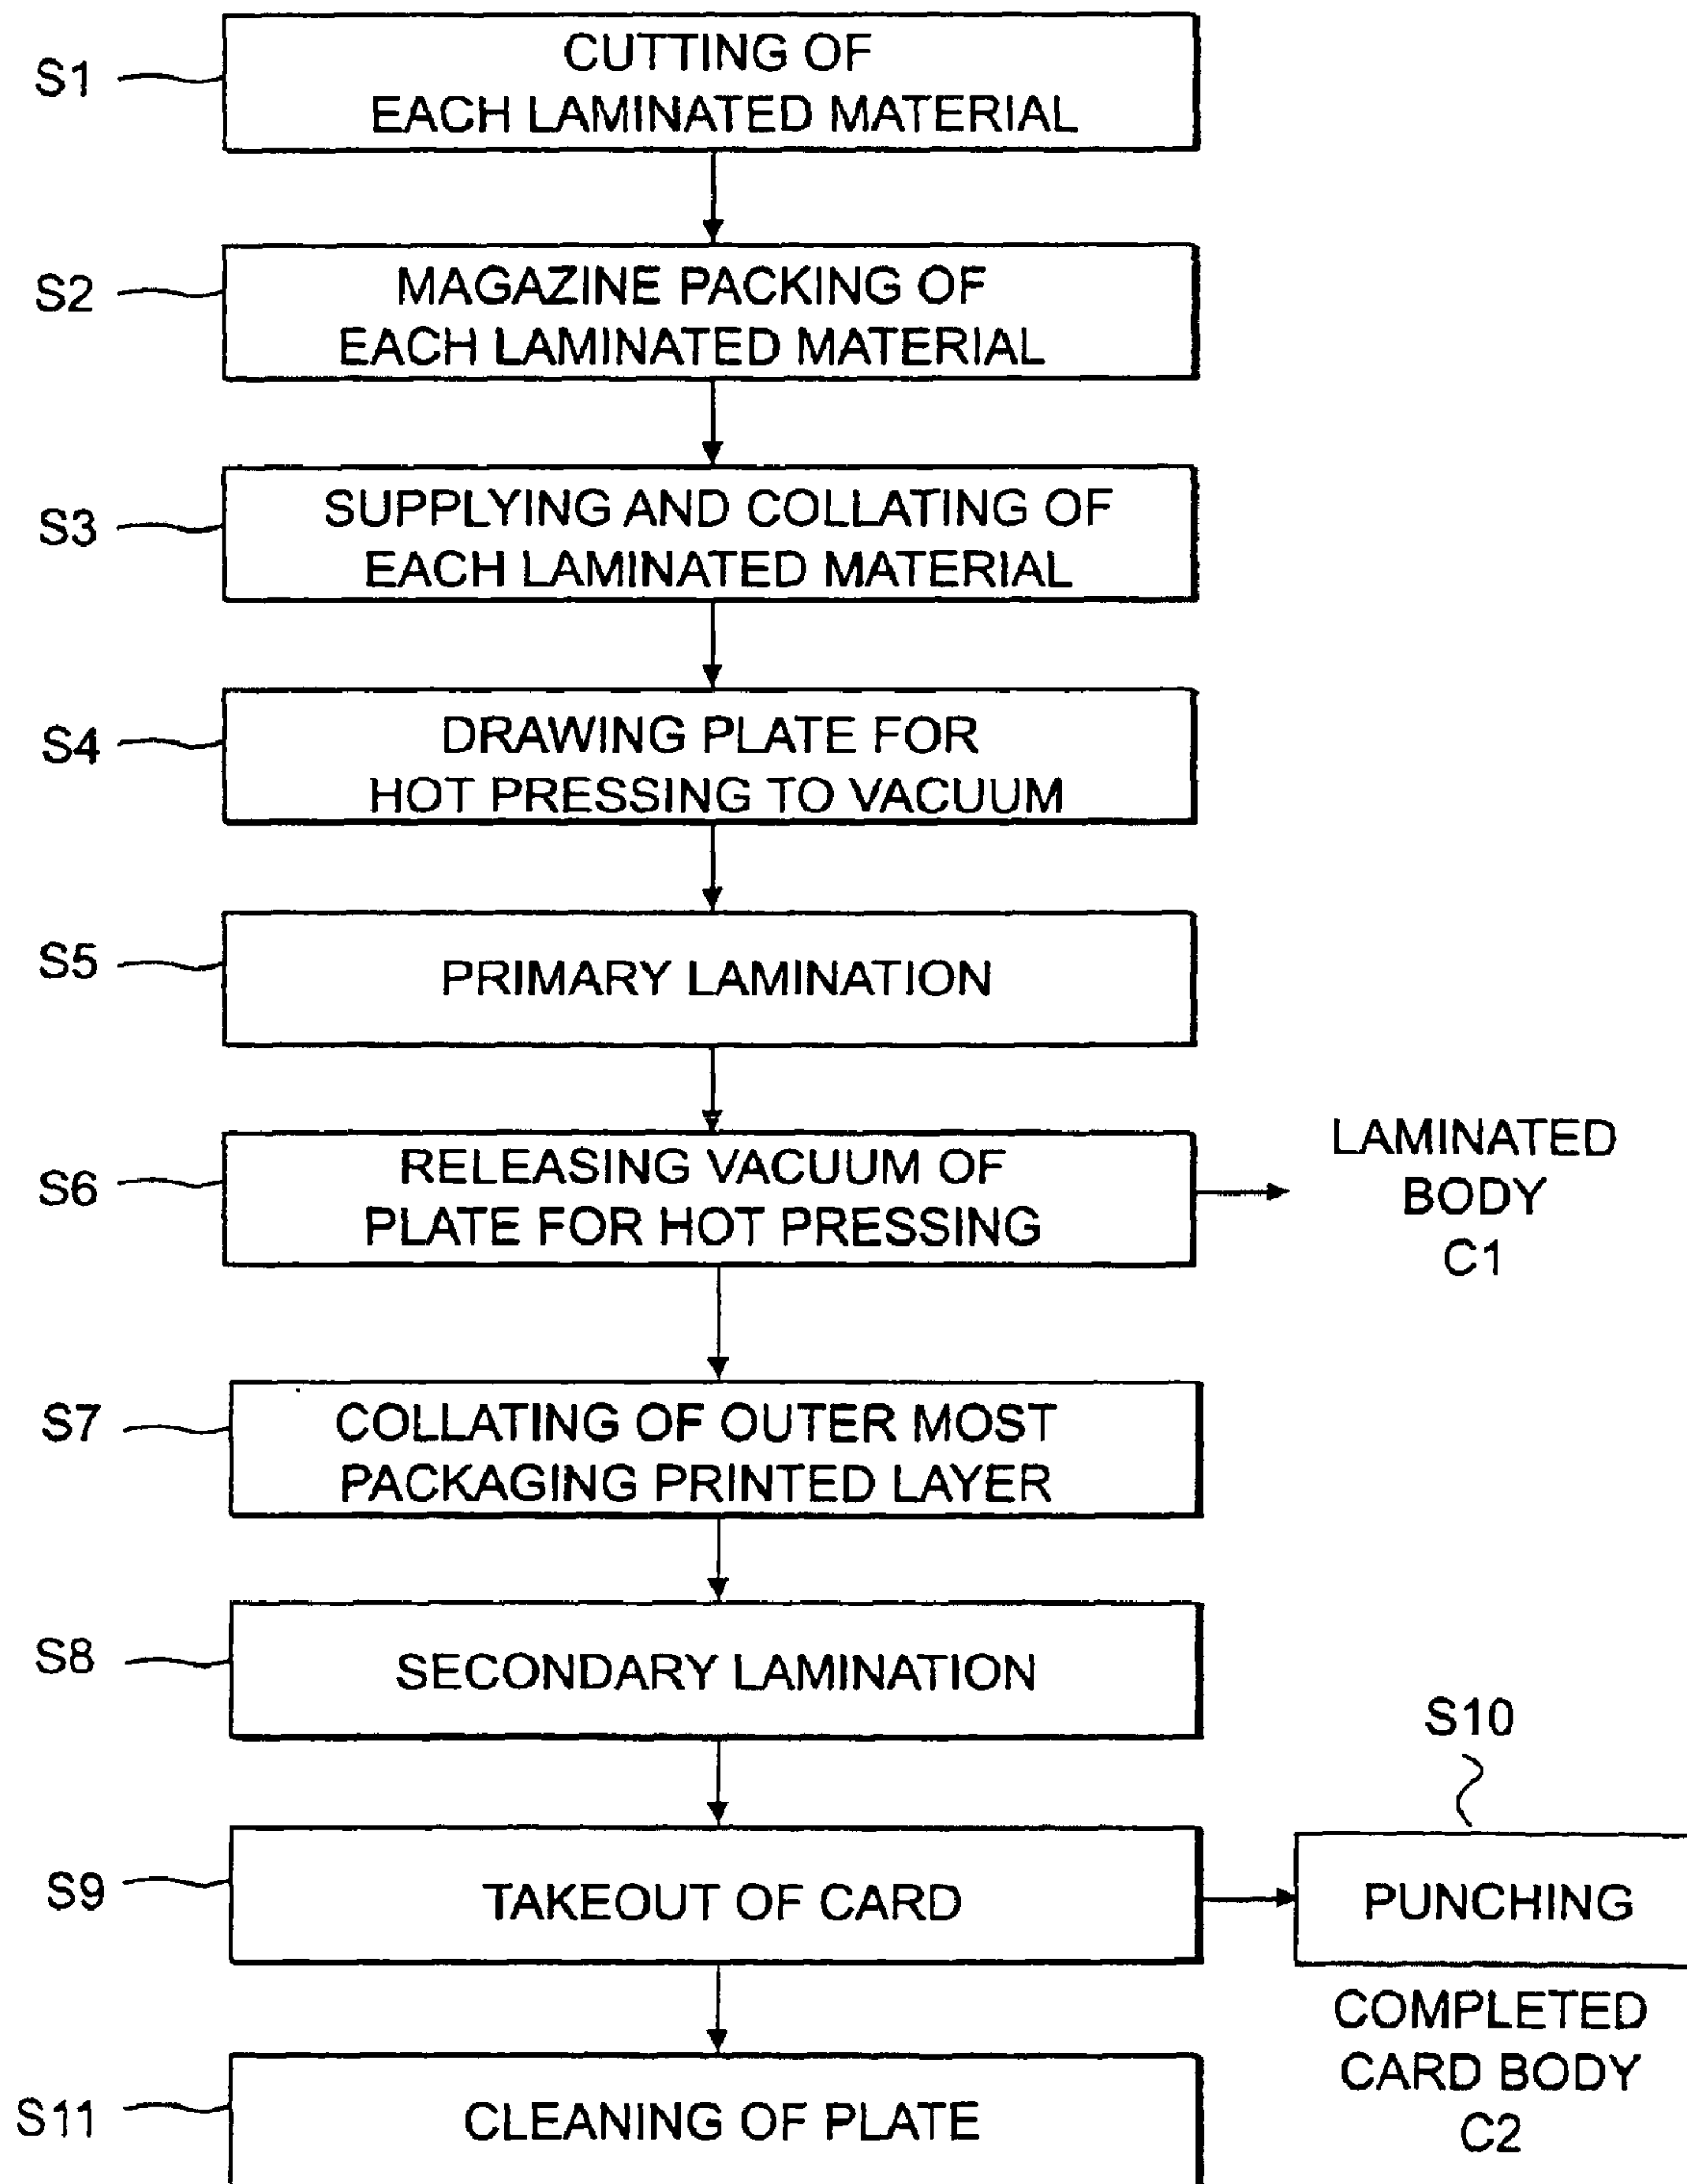 S1
CUTTING OF
EACH LAMINATED MATERIAL
S2
MAGAZINE PACKING OF
EACH LAMINATED MATERIAL
S3
SUPPLYING AND COLLATING OF
EACH LAMINATED MATERIAL
S4
DRAWING PLATE FOR
HOT PRESSING TO VACUUM
S5
PRIMARY LAMINATION
S6
RELEASING VACUUM OF
PLATE FOR HOT PRESSING
LAMINATED
BODY
C1
S7
COLLATING OF OUTER MOST
PACKAGING PRINTED LAYER
S8
SECONDARY LAMINATION
S9
TAKEOUT OF CARD
S10
PUNCHING
COMPLETED
CARD BODY
C2
S11
CLEANING OF PLATE